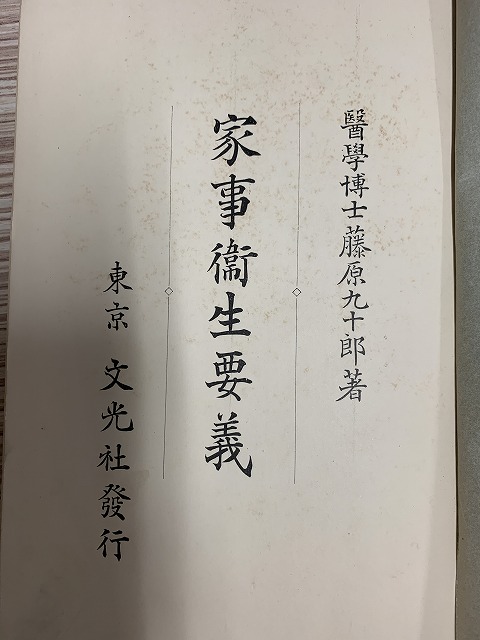 醫學博士藤原九十郎著
家事衞生要義
東京 文光社發行